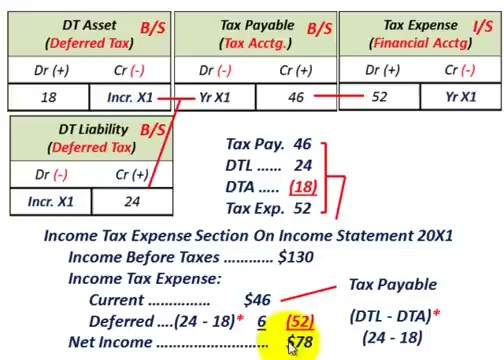 DT Asset B/S
(Deferred Tax)
Dr (+) Cr (-)
18 Incr. X1
Tax Payable B/S
(Tax Acctg.)
Dr (-) Cr (+)
Yr X1 46
Tax Expense I/S
(Financial Acctg)
Dr (+) Cr (-)
52 Yr X1
DT Liability B/S
(Deferred Tax)
Dr (-) Cr (+)
Incr. X1 24
Tax Pay. 46
DTL ...... 24
DTA ..... (18)
Tax Exp. 52
Income Tax Expense Section On Income Statement 20X1
Income Before Taxes ............ $130
Income Tax Expense:
Current ............... $46
Deferred ....(24 - 18)* 6 (52)
Net Income ........................... $78
Tax Payable
(DTL - DTA)*
(24 - 18)